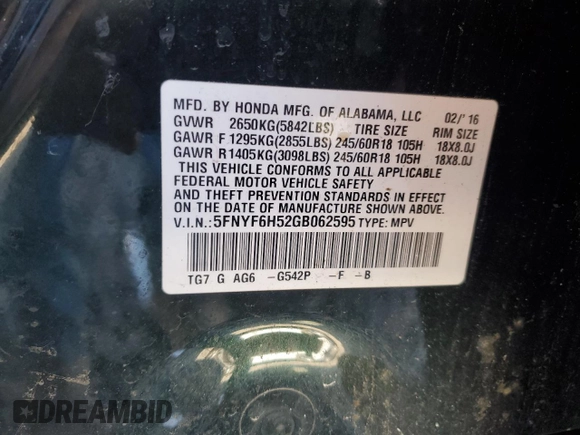 MFD. BY HONDA MFG. OF ALABAMA, LLC 02/'16
GVWR 2650KG(5842LBS) TIRE SIZE RIM SIZE
GAWR F 1295KG(2855LBS) 245/60R18 105H 18X8.0J
GAWR R 1405KG(3098LBS) 245/60R18 105H 18X8.0J
THIS VEHICLE CONFORMS TO ALL APPLICABLE
FEDERAL MOTOR VEHICLE SAFETY
AND THEFT PREVENTION STANDARDS IN EFFECT
ON THE DATE OF MANUFACTURE SHOWN ABOVE.
V.I.N.: 5FNYF6H52GB062595 TYPE: MPV
TG7 G AG6 -G542P -F -B
DREAMBID